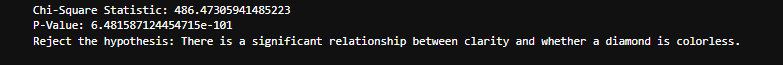 Chi-Square Statistic: 486.47305941485223
P-Value: 6.481587124454715e-101
Reject the hypothesis: There is a significant relationship between clarity and whether a diamond is colorless.